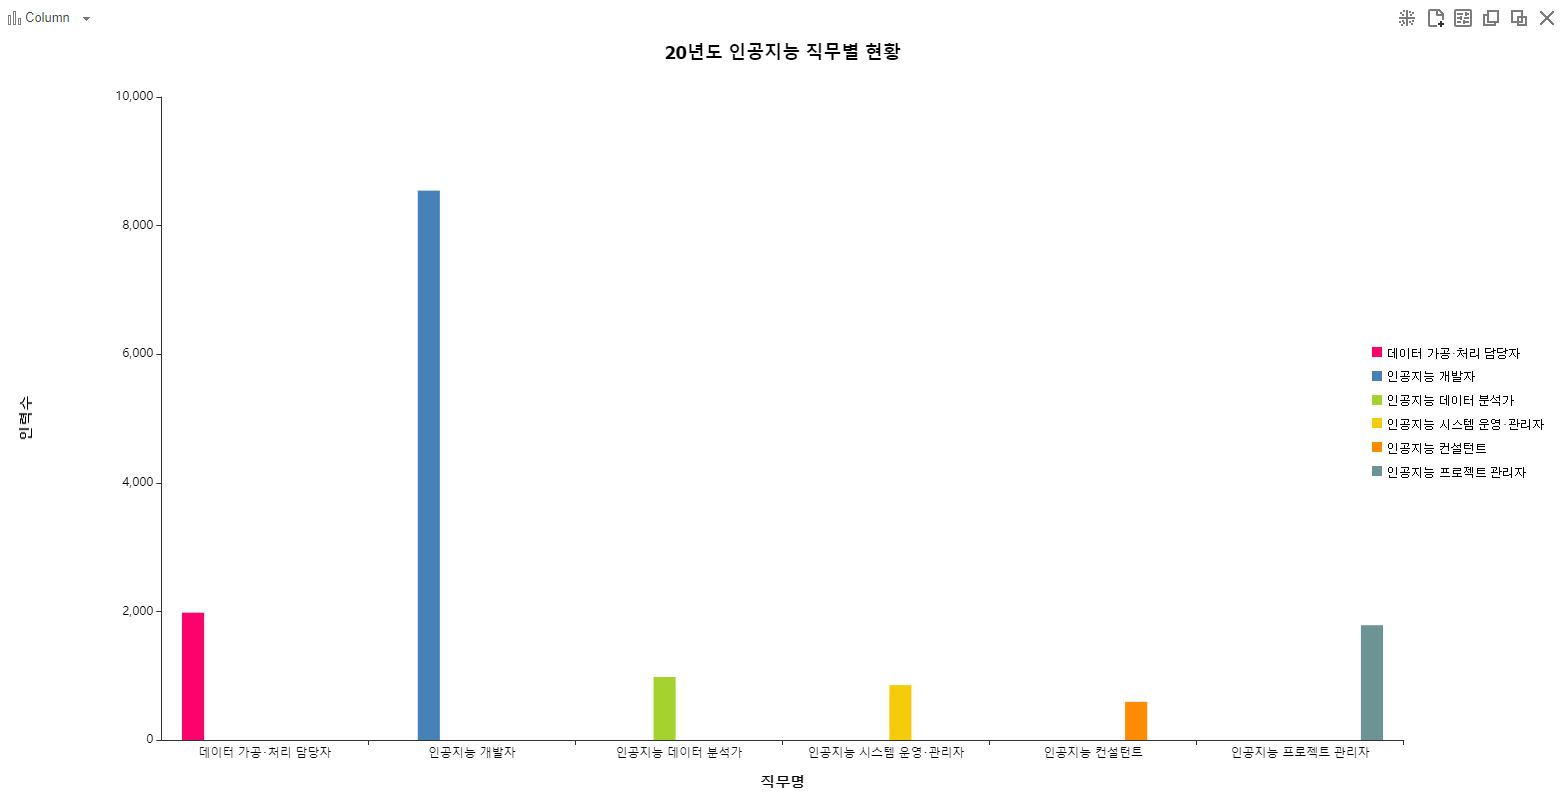 Column
20년도 인공지능 직무별 현황
10,000
8,000
6,000
4,000
2,000
0
인력수
데이터 가공·처리 담당자
인공지능 개발자
인공지능 데이터 분석가
인공지능 시스템 운영·관리자
인공지능 컨설턴트
인공지능 프로젝트 관리자
직무명
데이터 가공·처리 담당자
인공지능 개발자
인공지능 데이터 분석가
인공지능 시스템 운영·관리자
인공지능 컨설턴트
인공지능 프로젝트 관리자